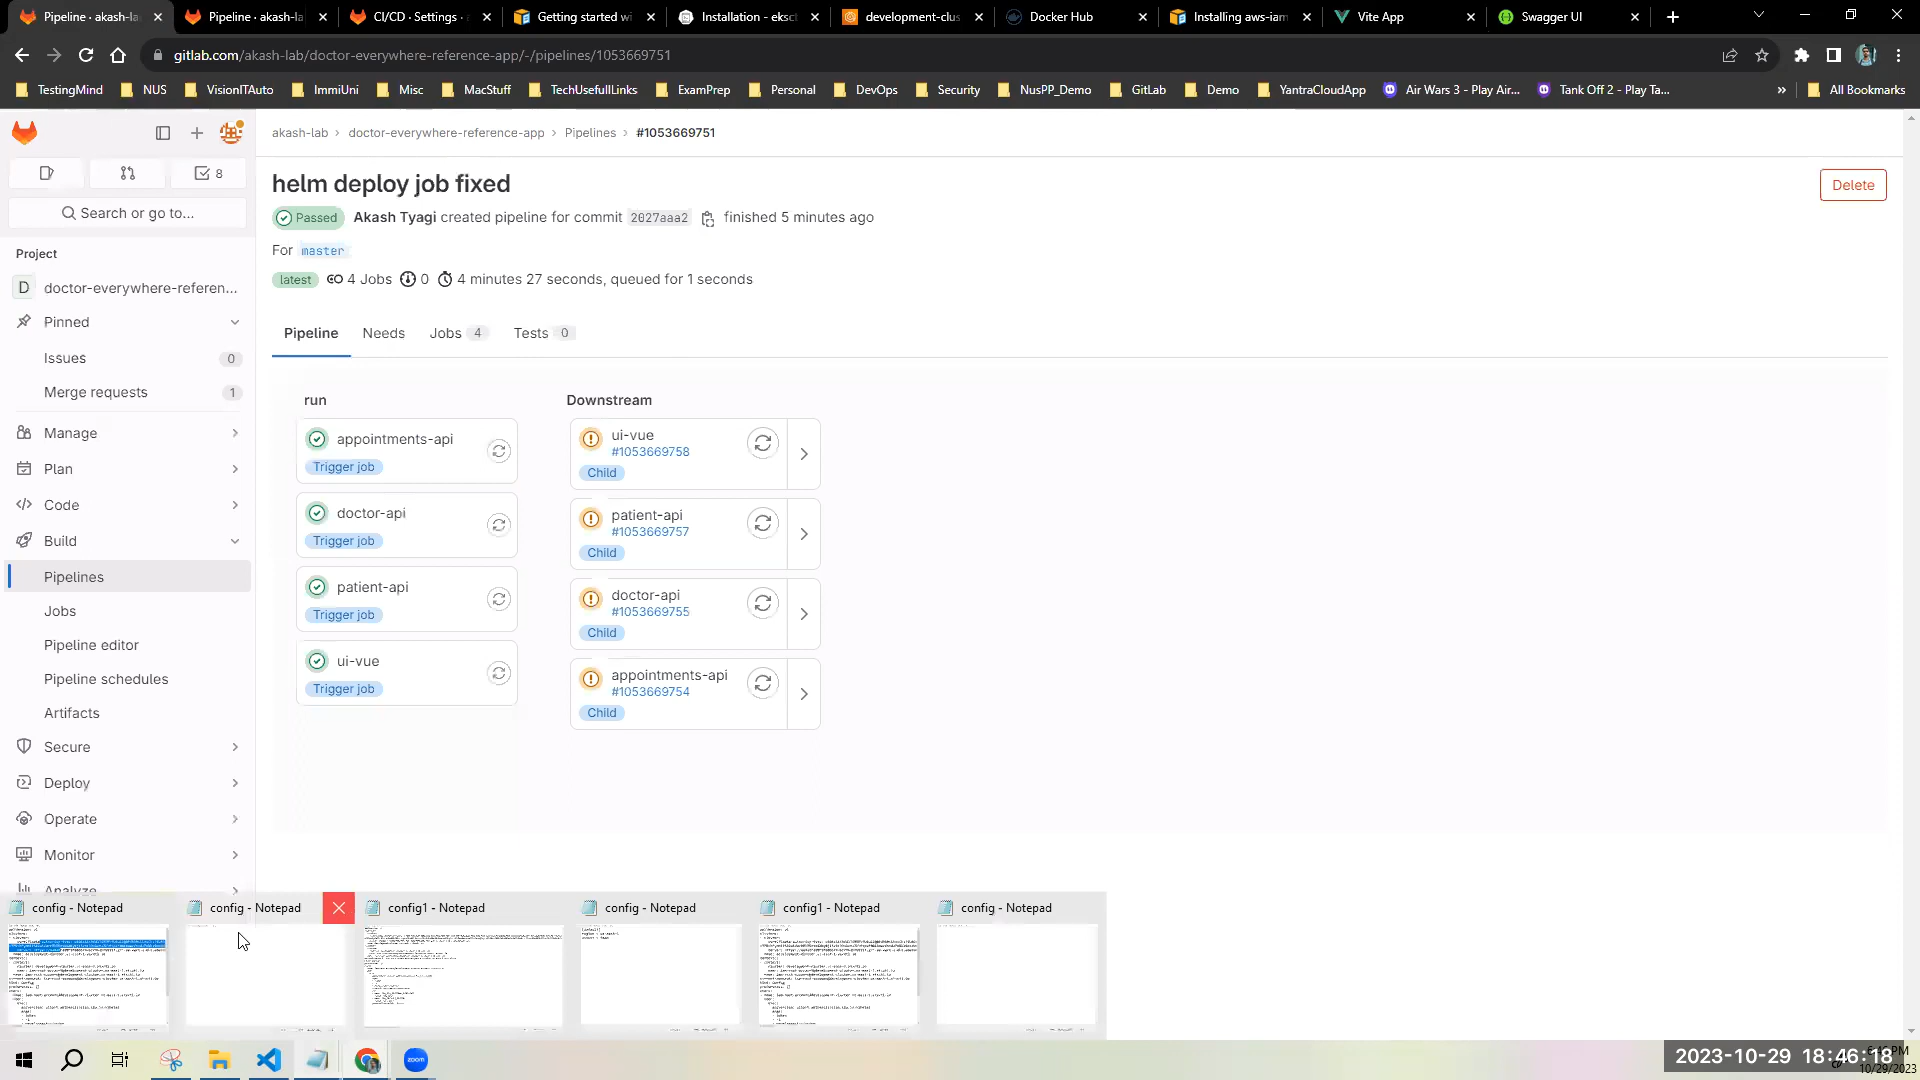 Pipeline · akash-la
Pipeline · akash-la
CI/CD · Settings ·
Getting started wi
Installation - eksc
development-clus
Docker Hub
Installing aws-iam
Vite App
Swagger UI
gitlab.com/akash-lab/doctor-everywhere-reference-app/-/pipelines/1053669751
TestingMind
NUS
VisionITAuto
ImmiUni
Misc
MacStuff
TechUsefullLinks
ExamPrep
Personal
DevOps
Security
NusPP_Demo
GitLab
Demo
YantraCloudApp
Air Wars 3 - Play Air...
Tank Off 2 - Play Ta...
»
All Bookmarks
akash-lab › doctor-everywhere-reference-app › Pipelines › #1053669751
8
Search or go to...
Project
D doctor-everywhere-referen...
Pinned
Issues 0
Merge requests 1
Manage
Plan
Code
Build
Pipelines
Jobs
Pipeline editor
Pipeline schedules
Artifacts
Secure
Deploy
Operate
Monitor
Analyze
helm deploy job fixed
Delete
Passed Akash Tyagi created pipeline for commit 2027aaa2 finished 5 minutes ago
For master
latest 4 Jobs 0 4 minutes 27 seconds, queued for 1 seconds
Pipeline Needs Jobs 4 Tests 0
run
appointments-api
Trigger job
doctor-api
Trigger job
patient-api
Trigger job
ui-vue
Trigger job
Downstream
ui-vue
#1053669758
Child
patient-api
#1053669757
Child
doctor-api
#1053669755
Child
appointments-api
#1053669754
Child
config - Notepad
config - Notepad
config1 - Notepad
config - Notepad
config1 - Notepad
config - Notepad
zoom
2023-10-29 18:46:18
10/29/2023